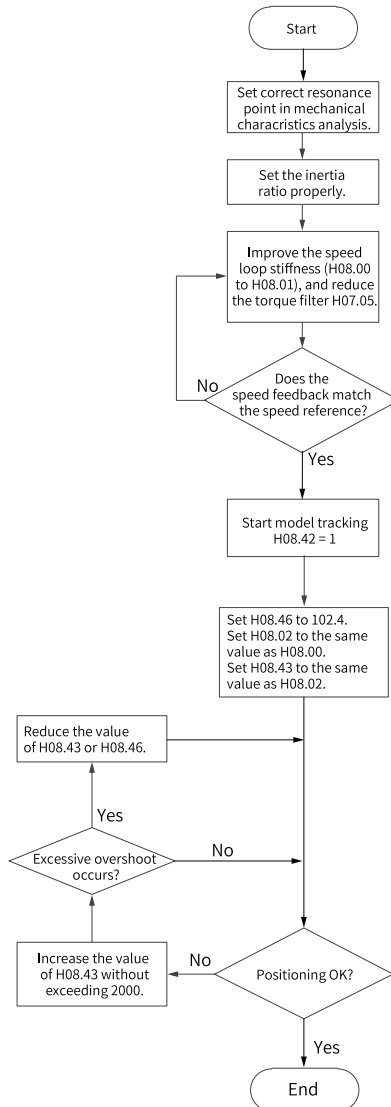 Start
Set correct resonance
point in mechanical
characristics analysis.
Set the inertia
ratio properly.
Improve the speed
loop stiffness (H08.00
to H08.01), and reduce
the torque filter H07.05.
No
Does the
speed feedback match
the speed reference?
Yes
Start model tracking
H08.42 = 1
Set H08.46 to 102.4.
Set H08.02 to the same
value as H08.00.
Set H08.43 to the same
value as H08.02.
Reduce the value
of H08.43 or H08.46.
Yes
Excessive overshoot
occurs?
No
Increase the value
of H08.43 without
exceeding 2000.
No
Positioning OK?
Yes
End